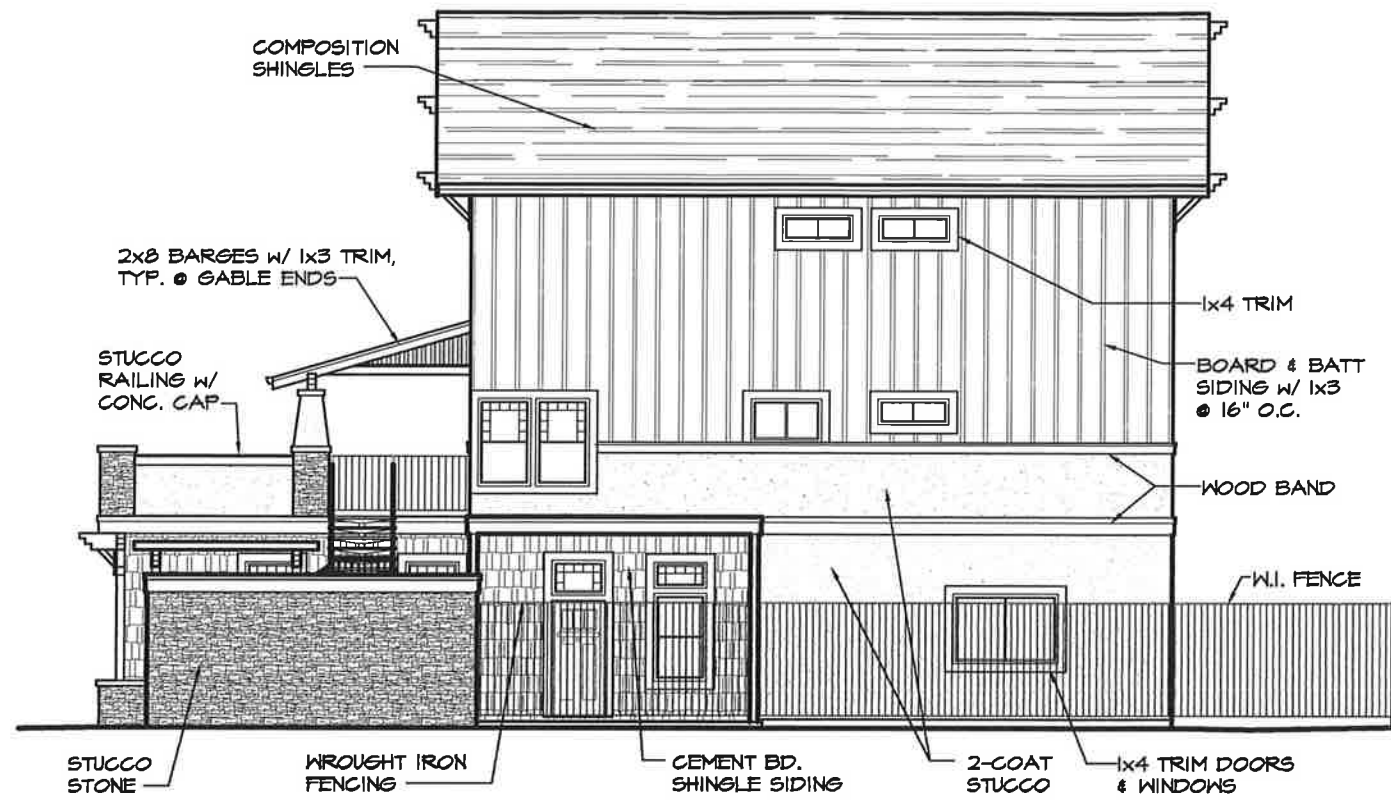 COMPOSITION
SHINGLES
2x8 BARGES w/ 1x3 TRIM,
TYP. @ GABLE ENDS
STUCCO
RAILING w/
CONC. CAP
1x4 TRIM
BOARD & BATT
SIDING w/ 1x3
@ 16" O.C.
WOOD BAND
W.I. FENCE
STUCCO
STONE
WROUGHT IRON
FENCING
CEMENT BD.
SHINGLE SIDING
2-COAT
STUCCO
1x4 TRIM DOORS
& WINDOWS